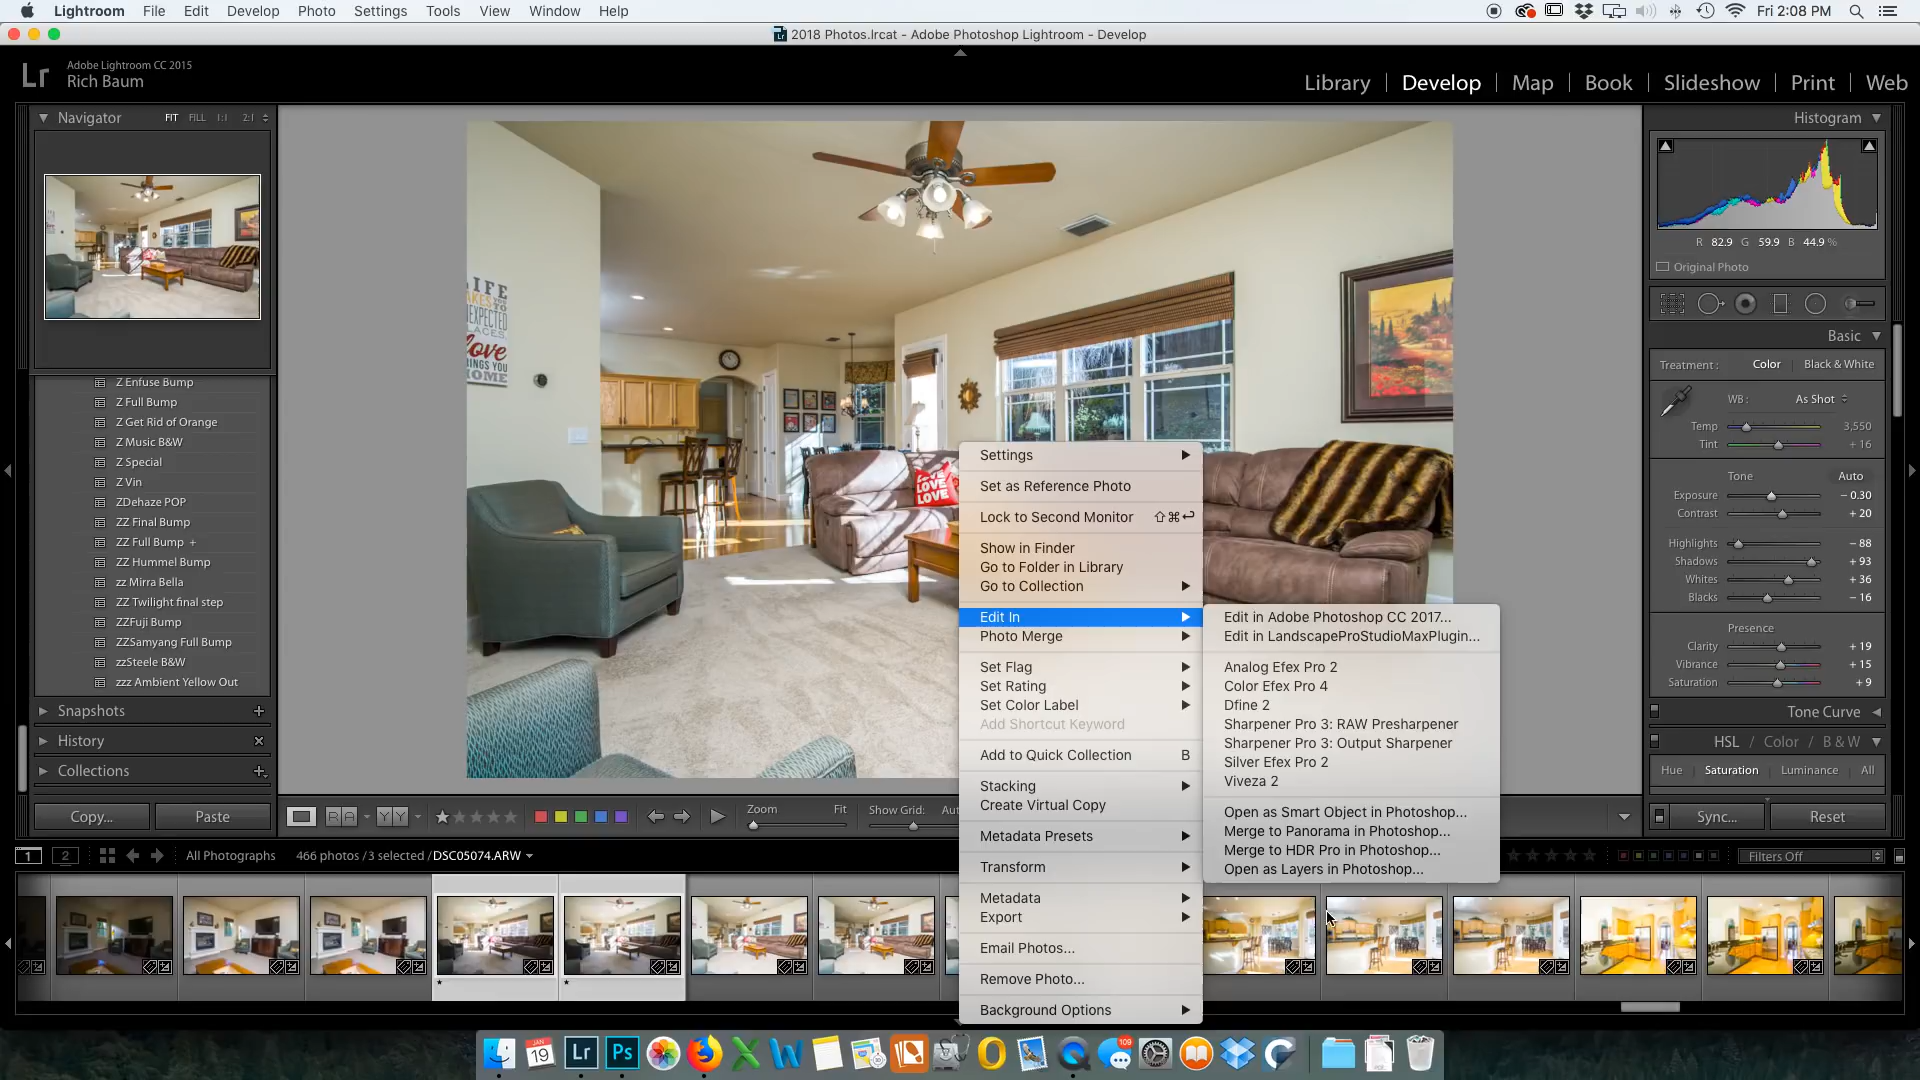 Lightroom File Edit Develop Photo Settings Tools View Window Help Fri 2:08 PM
2018 Photos.lrcat - Adobe Photoshop Lightroom - Develop
Lr Adobe Lightroom CC 2015
Rich Baum
Library Develop Map Book Slideshow Print Web
Navigator FIT FILL 1:1 2:1
Z Enfuse Bump
Z Full Bump
Z Get Rid of Orange
Z Music B&W
Z Special
Z Vin
ZDehaze POP
ZZ Final Bump
ZZ Full Bump +
ZZ Hummel Bump
zz Mirra Bella
ZZ Twilight final step
ZZFuji Bump
ZZSamyang Full Bump
zzSteele B&W
zzz Ambient Yellow Out
Snapshots +
History ×
Collections +
Copy... Paste
LOVE
LOVE
Settings
Set as Reference Photo
Lock to Second Monitor ⇧⌘↩
Show in Finder
Go to Folder in Library
Go to Collection
Edit In
Photo Merge
Set Flag
Set Rating
Set Color Label
Add Shortcut Keyword
Add to Quick Collection B
Stacking
Create Virtual Copy
Metadata Presets
Transform
Metadata
Export
Email Photos...
Remove Photo...
Background Options
Edit in Adobe Photoshop CC 2017...
Edit in LandscapeProStudioMaxPlugin...
Analog Efex Pro 2
Color Efex Pro 4
Dfine 2
Sharpener Pro 3: RAW Presharpener
Sharpener Pro 3: Output Sharpener
Silver Efex Pro 2
Viveza 2
Open as Smart Object in Photoshop...
Merge to Panorama in Photoshop...
Merge to HDR Pro in Photoshop...
Open as Layers in Photoshop...
Histogram
R 82.9 G 59.9 B 44.9 %
Original Photo
Basic
Treatment : Color Black & White
WB : As Shot
Temp 3,550
Tint + 16
Tone Auto
Exposure − 0.30
Contrast + 20
Highlights − 88
Shadows + 93
Whites + 36
Blacks − 16
Presence
Clarity + 19
Vibrance + 15
Saturation + 9
Tone Curve
HSL / Color / B & W
Hue Saturation Luminance All
Sync... Reset
RA YY Zoom Fit Show Grid:
1 2 All Photographs 466 photos /3 selected /DSC05074.ARW Filters Off
JAN
19
Lr
Ps
109